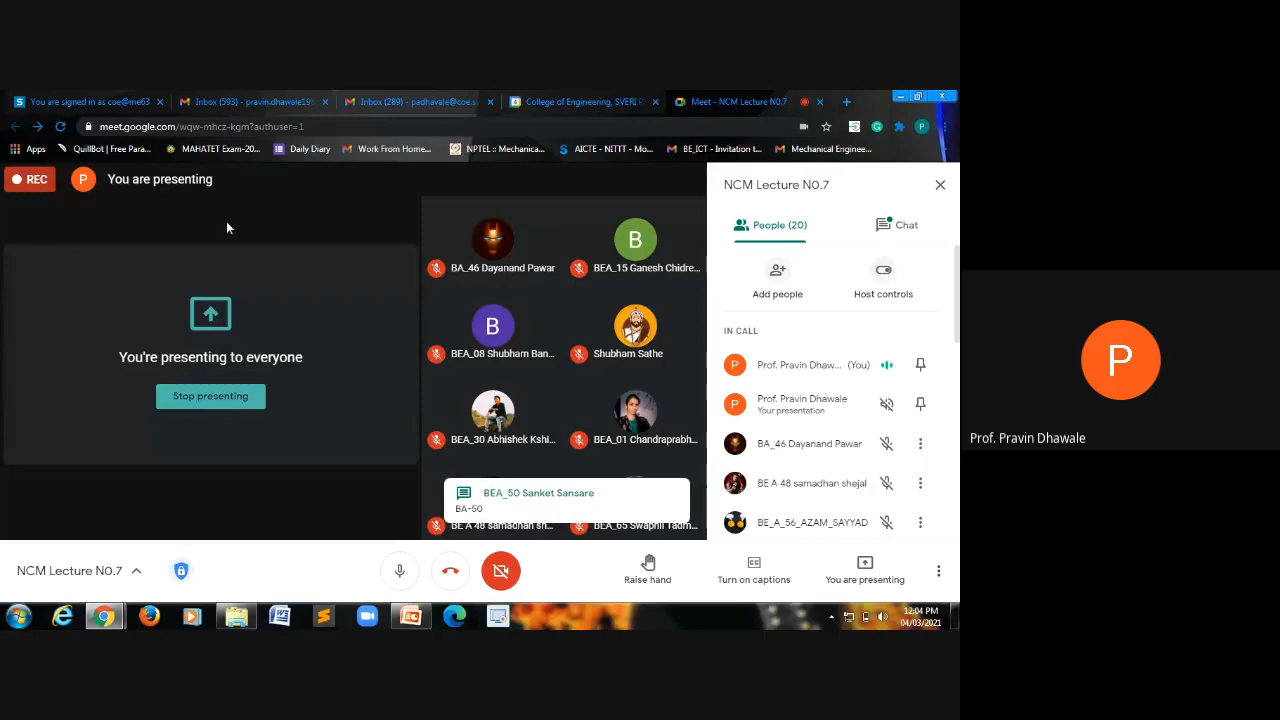 You are signed in as coe@me63
Inbox (593) - pravin.dhawale19
Inbox (289) - padhavale@coe.s
College of Engineering, SVERI
Meet - NCM Lecture N0.7
meet.google.com/wqw-mhcz-kgm?authuser=1
P
Apps
QuillBot | Free Para...
MAHATET Exam-20...
Daily Diary
Work From Home...
NPTEL :: Mechanica...
AICTE - NITTT - Mo...
BE_ICT - Invitation t...
Mechanical Enginee...
REC
P
You are presenting
You're presenting to everyone
Stop presenting
BA_46 Dayanand Pawar
B
BEA_15 Ganesh Chidre...
B
BEA_08 Shubham Ban...
Shubham Sathe
BEA_30 Abhishek Kshi...
BEA_01 Chandraprabh...
BEA_50 Sanket Sansare
BA-50
BE A 48 samadhan sh...
BEA_65 Swapnil Tadm...
NCM Lecture N0.7
People (20)
Chat
Add people
Host controls
IN CALL
P
Prof. Pravin Dhaw... (You)
P
Prof. Pravin Dhawale
Your presentation
BA_46 Dayanand Pawar
BE A 48 samadhan shejal
BE_A_56_AZAM_SAYYAD
NCM Lecture N0.7
Raise hand
Turn on captions
You are presenting
12:04 PM
04/03/2021
P
Prof. Pravin Dhawale